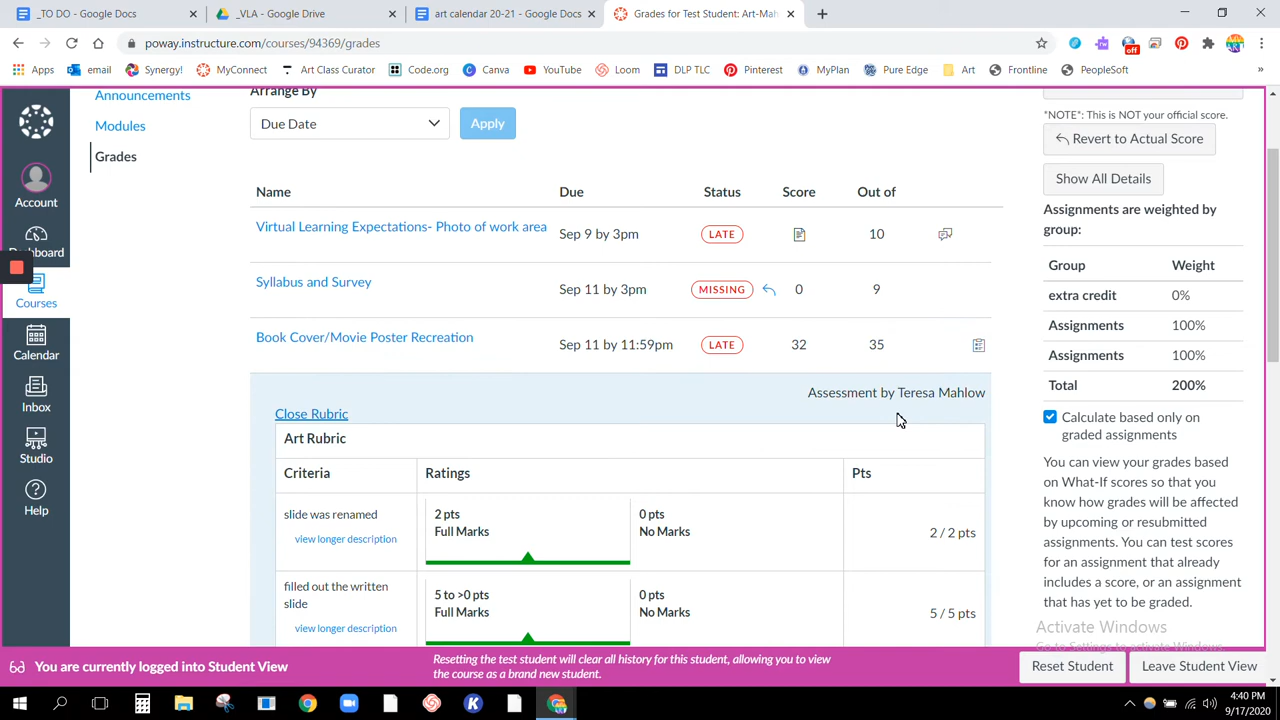 _TO DO - Google Docs
_VLA - Google Drive
art calendar 20-21 - Google Docs
Grades for Test Student: Art-Mah
poway.instructure.com/courses/94369/grades
off
Apps
email
Synergy!
MyConnect
Art Class Curator
Code.org
Canva
YouTube
Loom
DLP TLC
Pinterest
MyPlan
Pure Edge
Art
Frontline
PeopleSoft
Account
Dashboard
Courses
Calendar
Inbox
Studio
Help
Announcements
Modules
Grades
Arrange By
Due Date
Apply
Name Due Status Score Out of
Virtual Learning Expectations- Photo of work area Sep 9 by 3pm LATE 10
Syllabus and Survey Sep 11 by 3pm MISSING 0 9
Book Cover/Movie Poster Recreation Sep 11 by 11:59pm LATE 32 35
Assessment by Teresa Mahlow
Close Rubric
Art Rubric
Criteria Ratings Pts
slide was renamed
view longer description
2 pts
Full Marks
0 pts
No Marks
2 / 2 pts
filled out the written
slide
view longer description
5 to >0 pts
Full Marks
0 pts
No Marks
5 / 5 pts
*NOTE*: This is NOT your official score.
Revert to Actual Score
Show All Details
Assignments are weighted by
group:
Group Weight
extra credit 0%
Assignments 100%
Assignments 100%
Total 200%
Calculate based only on
graded assignments
You can view your grades based
on What-If scores so that you
know how grades will be affected
by upcoming or resubmitted
assignments. You can test scores
for an assignment that already
includes a score, or an assignment
that has yet to be graded.
Activate Windows
Go to Settings to activate Windows.
You are currently logged into Student View
Resetting the test student will clear all history for this student, allowing you to view
the course as a brand new student.
Reset Student
Leave Student View
4:40 PM
9/17/2020